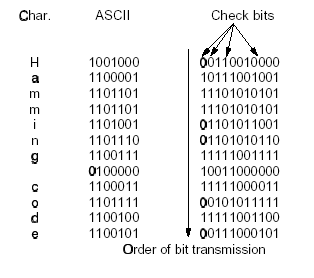 Char. ASCII Check bits
H 1001000 00110010000
a 1100001 10111001001
m 1101101 11101010101
m 1101101 11101010101
i 1101001 01101011001
n 1101110 01101010110
g 1100111 11111001111
0100000 10011000000
c 1100011 11111000011
o 1101111 00101011111
d 1100100 11111001100
e 1100101 00111000101
Order of bit transmission